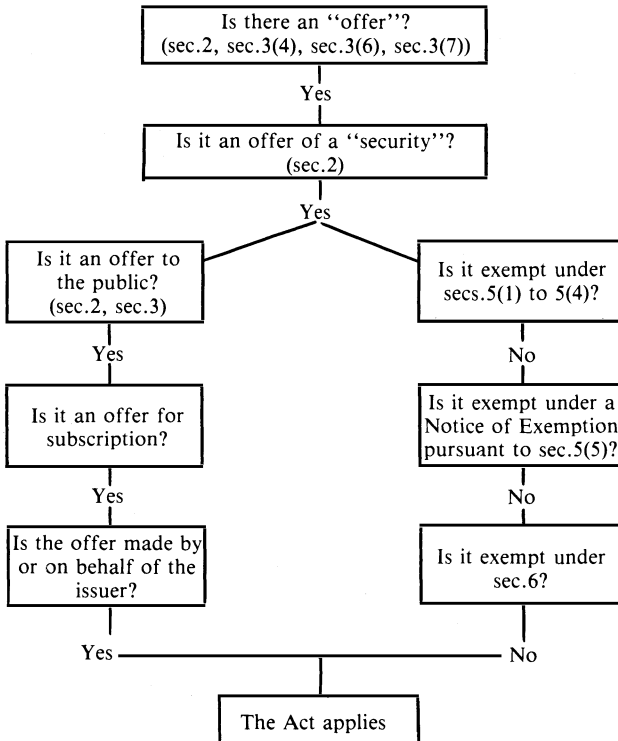 Is there an “offer”?
(sec.2, sec.3(4), sec.3(6), sec.3(7))
Yes
Is it an offer of a “security”?
(sec.2)
Yes
Is it an offer to
the public?
(sec.2, sec.3)
Yes
Is it an offer for
subscription?
Yes
Is the offer made by
or on behalf of the
issuer?
Yes
Is it exempt under
secs.5(1) to 5(4)?
No
Is it exempt under a
Notice of Exemption
pursuant to sec.5(5)?
No
Is it exempt under
sec.6?
No
The Act applies